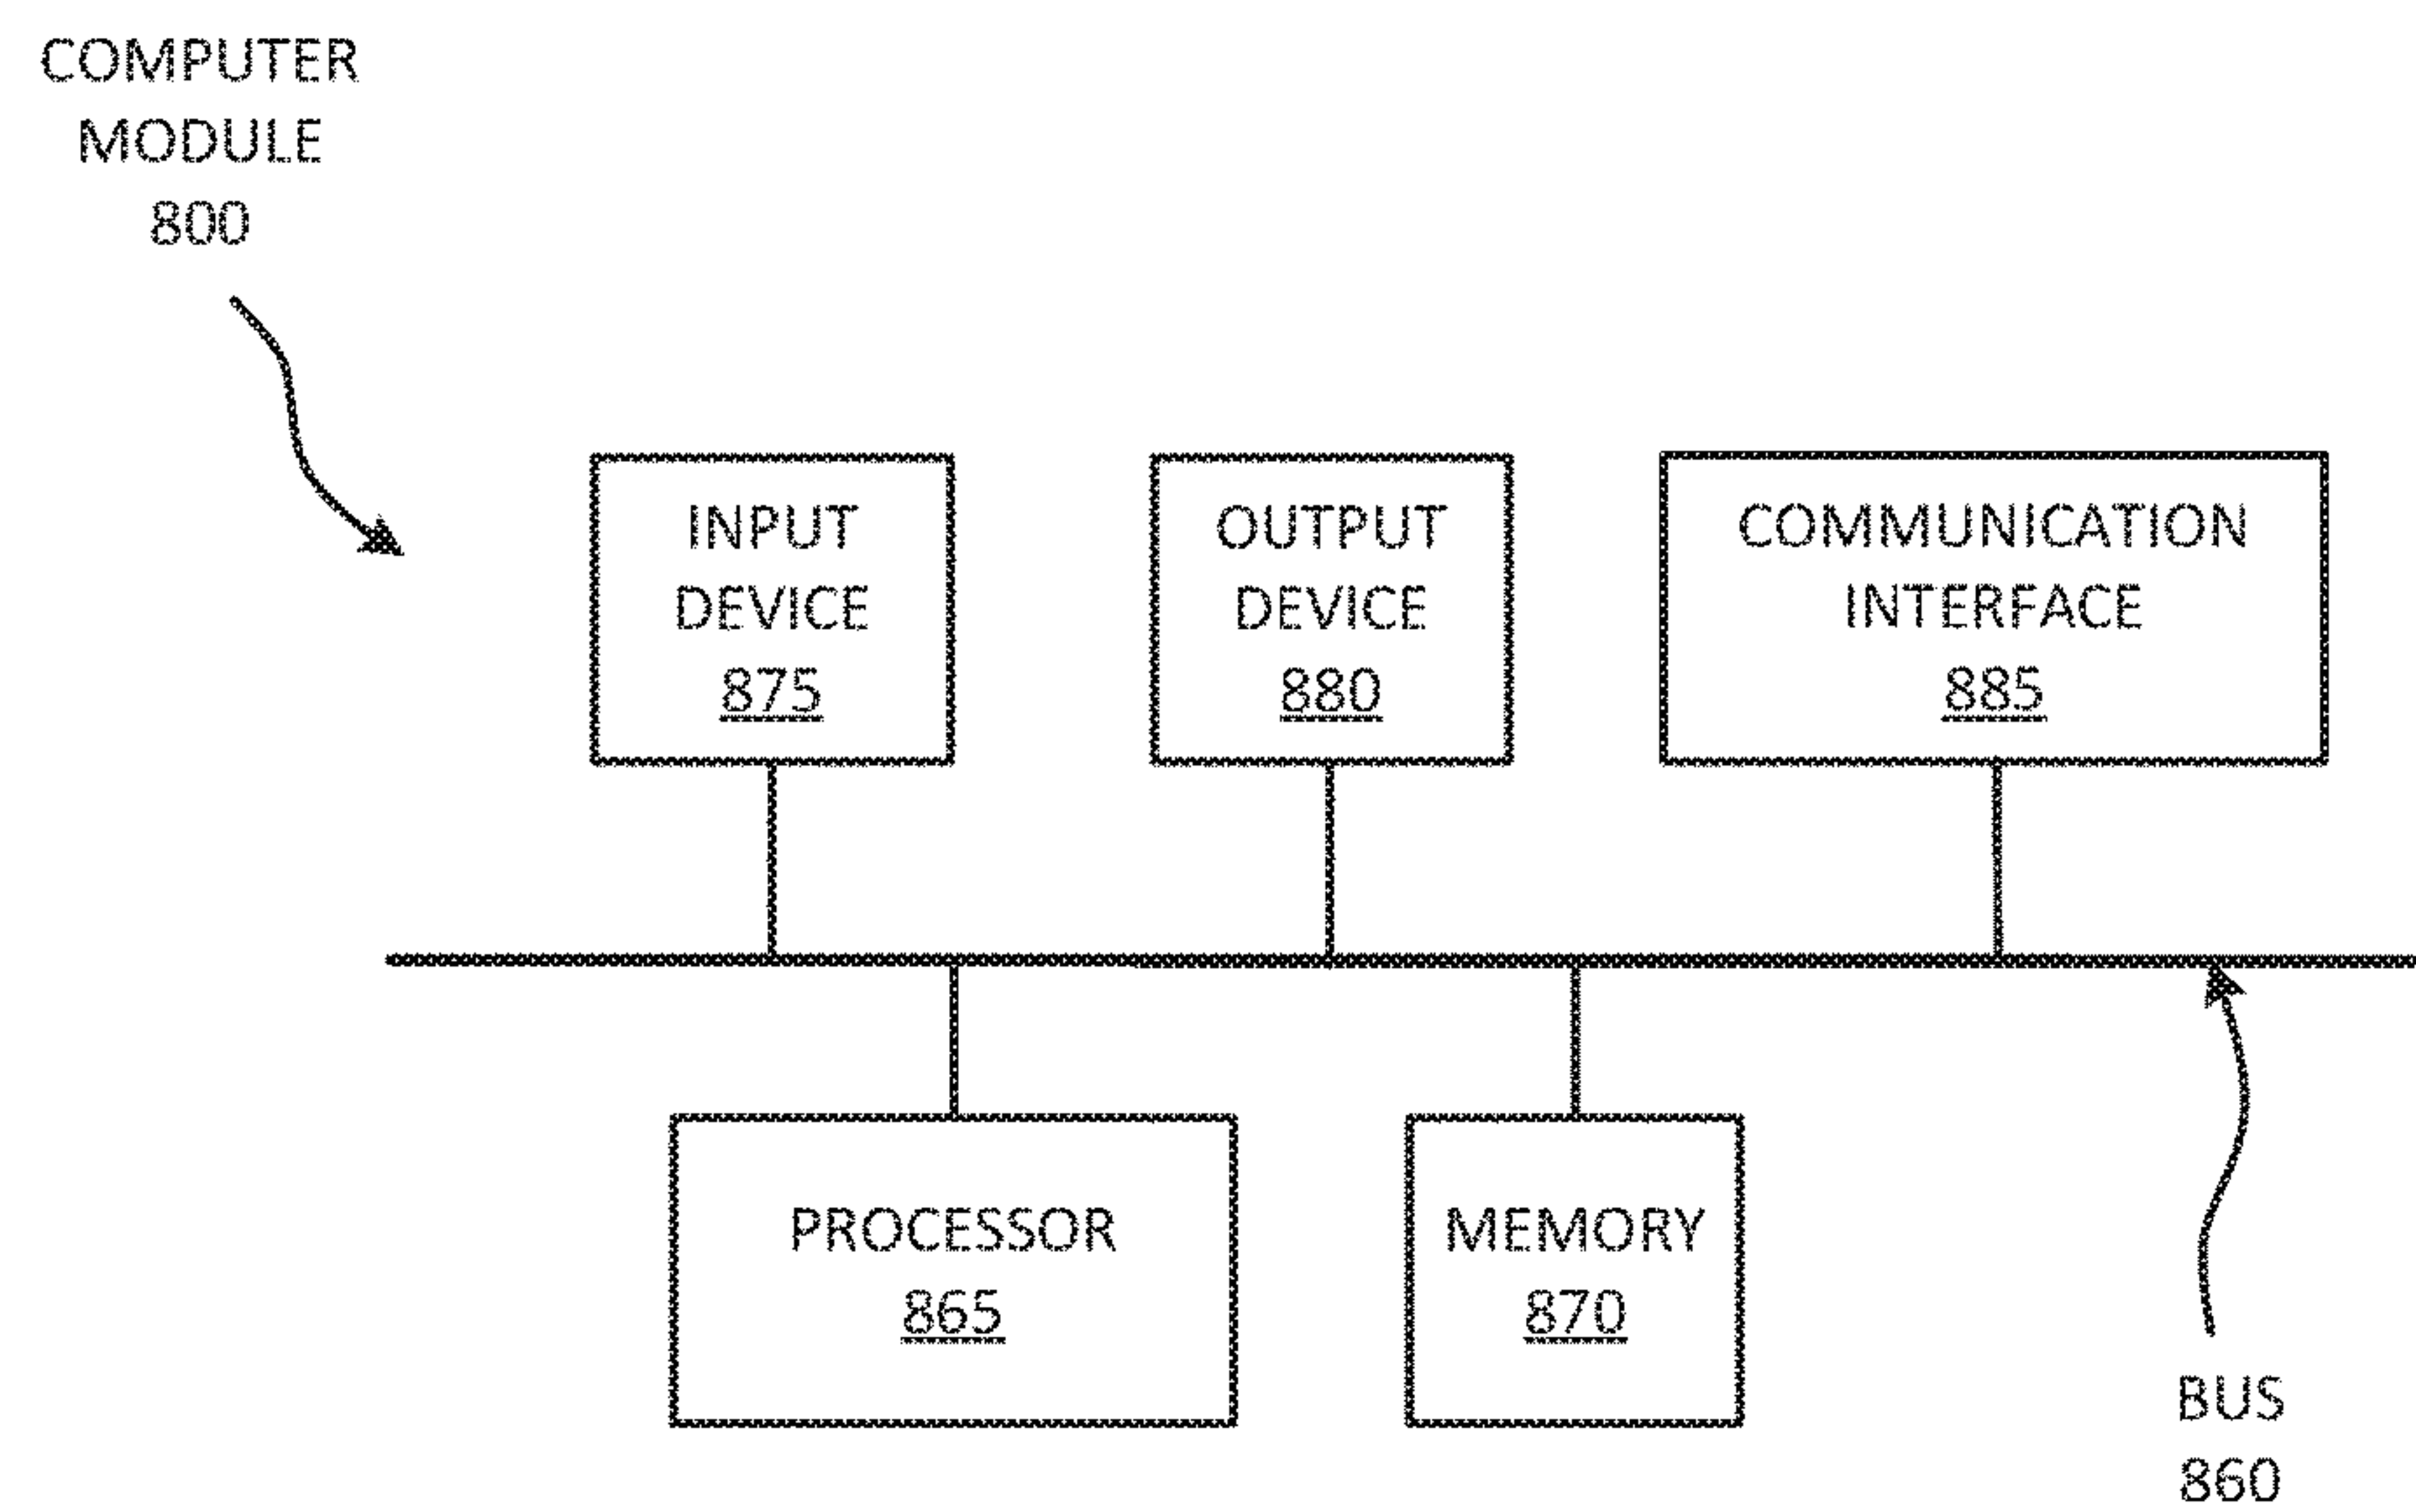 COMPUTER
MODULE
800
INPUT
DEVICE
875
OUTPUT
DEVICE
880
COMMUNICATION
INTERFACE
885
PROCESSOR
865
MEMORY
870
BUS
860